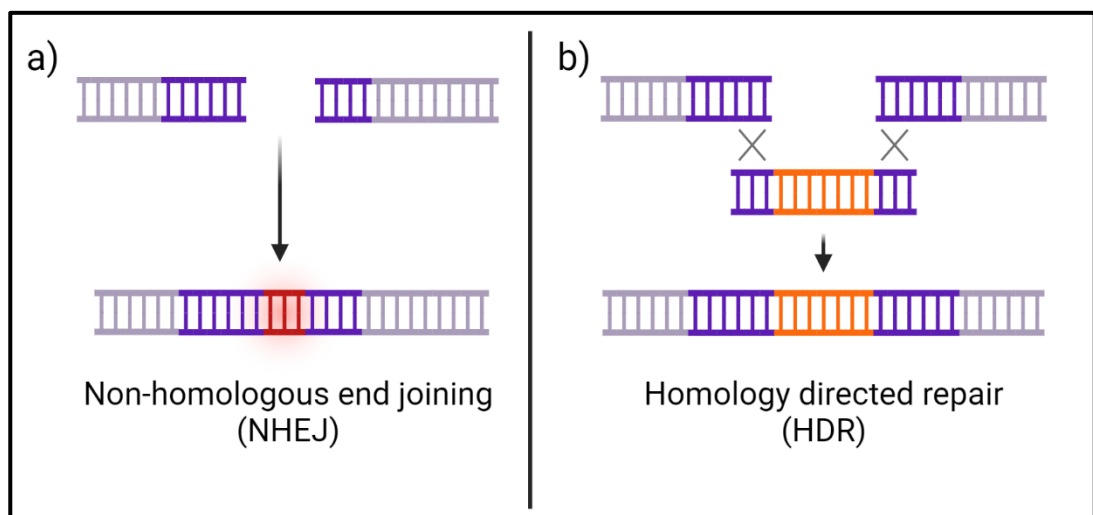 a)
Non-homologous end joining
(NHEJ)
b)
Homology directed repair
(HDR)